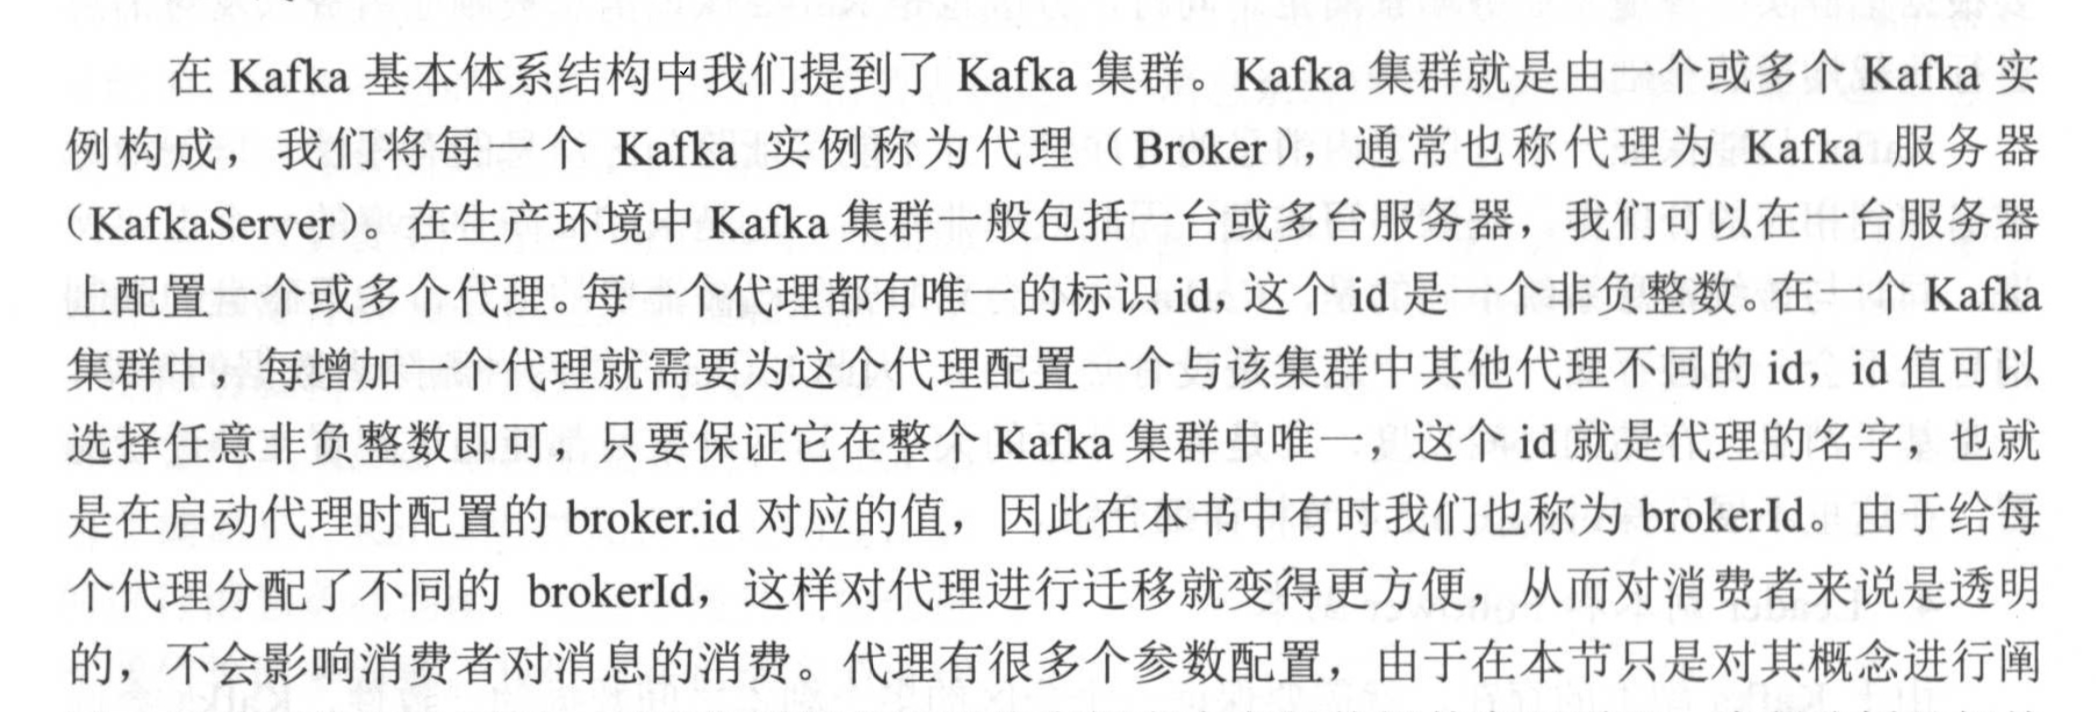 在 Kafka 基本体系结构中我们提到了 Kafka 集群。Kafka 集群就是由一个或多个 Kafka 实
例构成，我们将每一个 Kafka 实例称为代理（Broker），通常也称代理为 Kafka 服务器
（KafkaServer）。在生产环境中 Kafka 集群一般包括一台或多台服务器，我们可以在一台服务器
上配置一个或多个代理。每一个代理都有唯一的标识 id，这个 id 是一个非负整数。在一个 Kafka
集群中，每增加一个代理就需要为这个代理配置一个与该集群中其他代理不同的 id，id 值可以
选择任意非负整数即可，只要保证它在整个 Kafka 集群中唯一，这个 id 就是代理的名字，也就
是在启动代理时配置的 broker.id 对应的值，因此在本书中有时我们也称为 brokerId。由于给每
个代理分配了不同的 brokerId，这样对代理进行迁移就变得更方便，从而对消费者来说是透明
的，不会影响消费者对消息的消费。代理有很多个参数配置，由于在本节只是对其概念进行阐